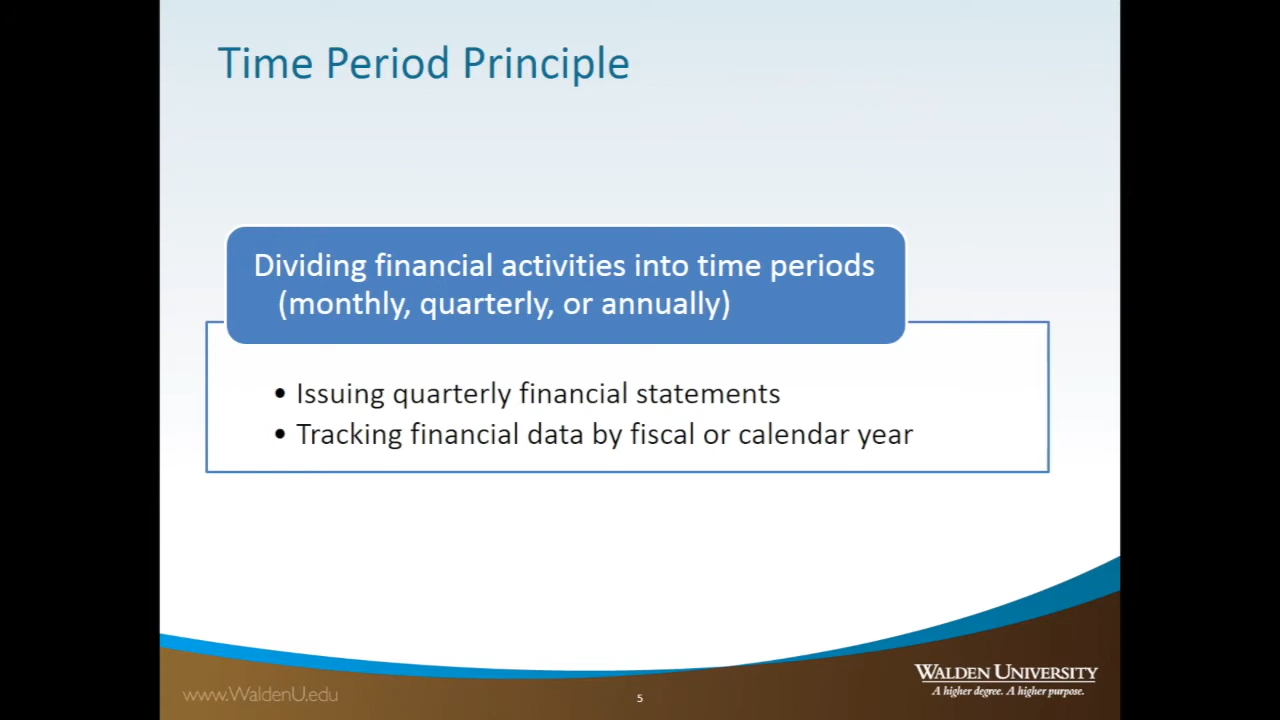 Time Period Principle
Dividing financial activities into time periods
(monthly, quarterly, or annually)
• Issuing quarterly financial statements
• Tracking financial data by fiscal or calendar year
www.WaldenU.edu
5
WALDEN UNIVERSITY
A higher degree. A higher purpose.